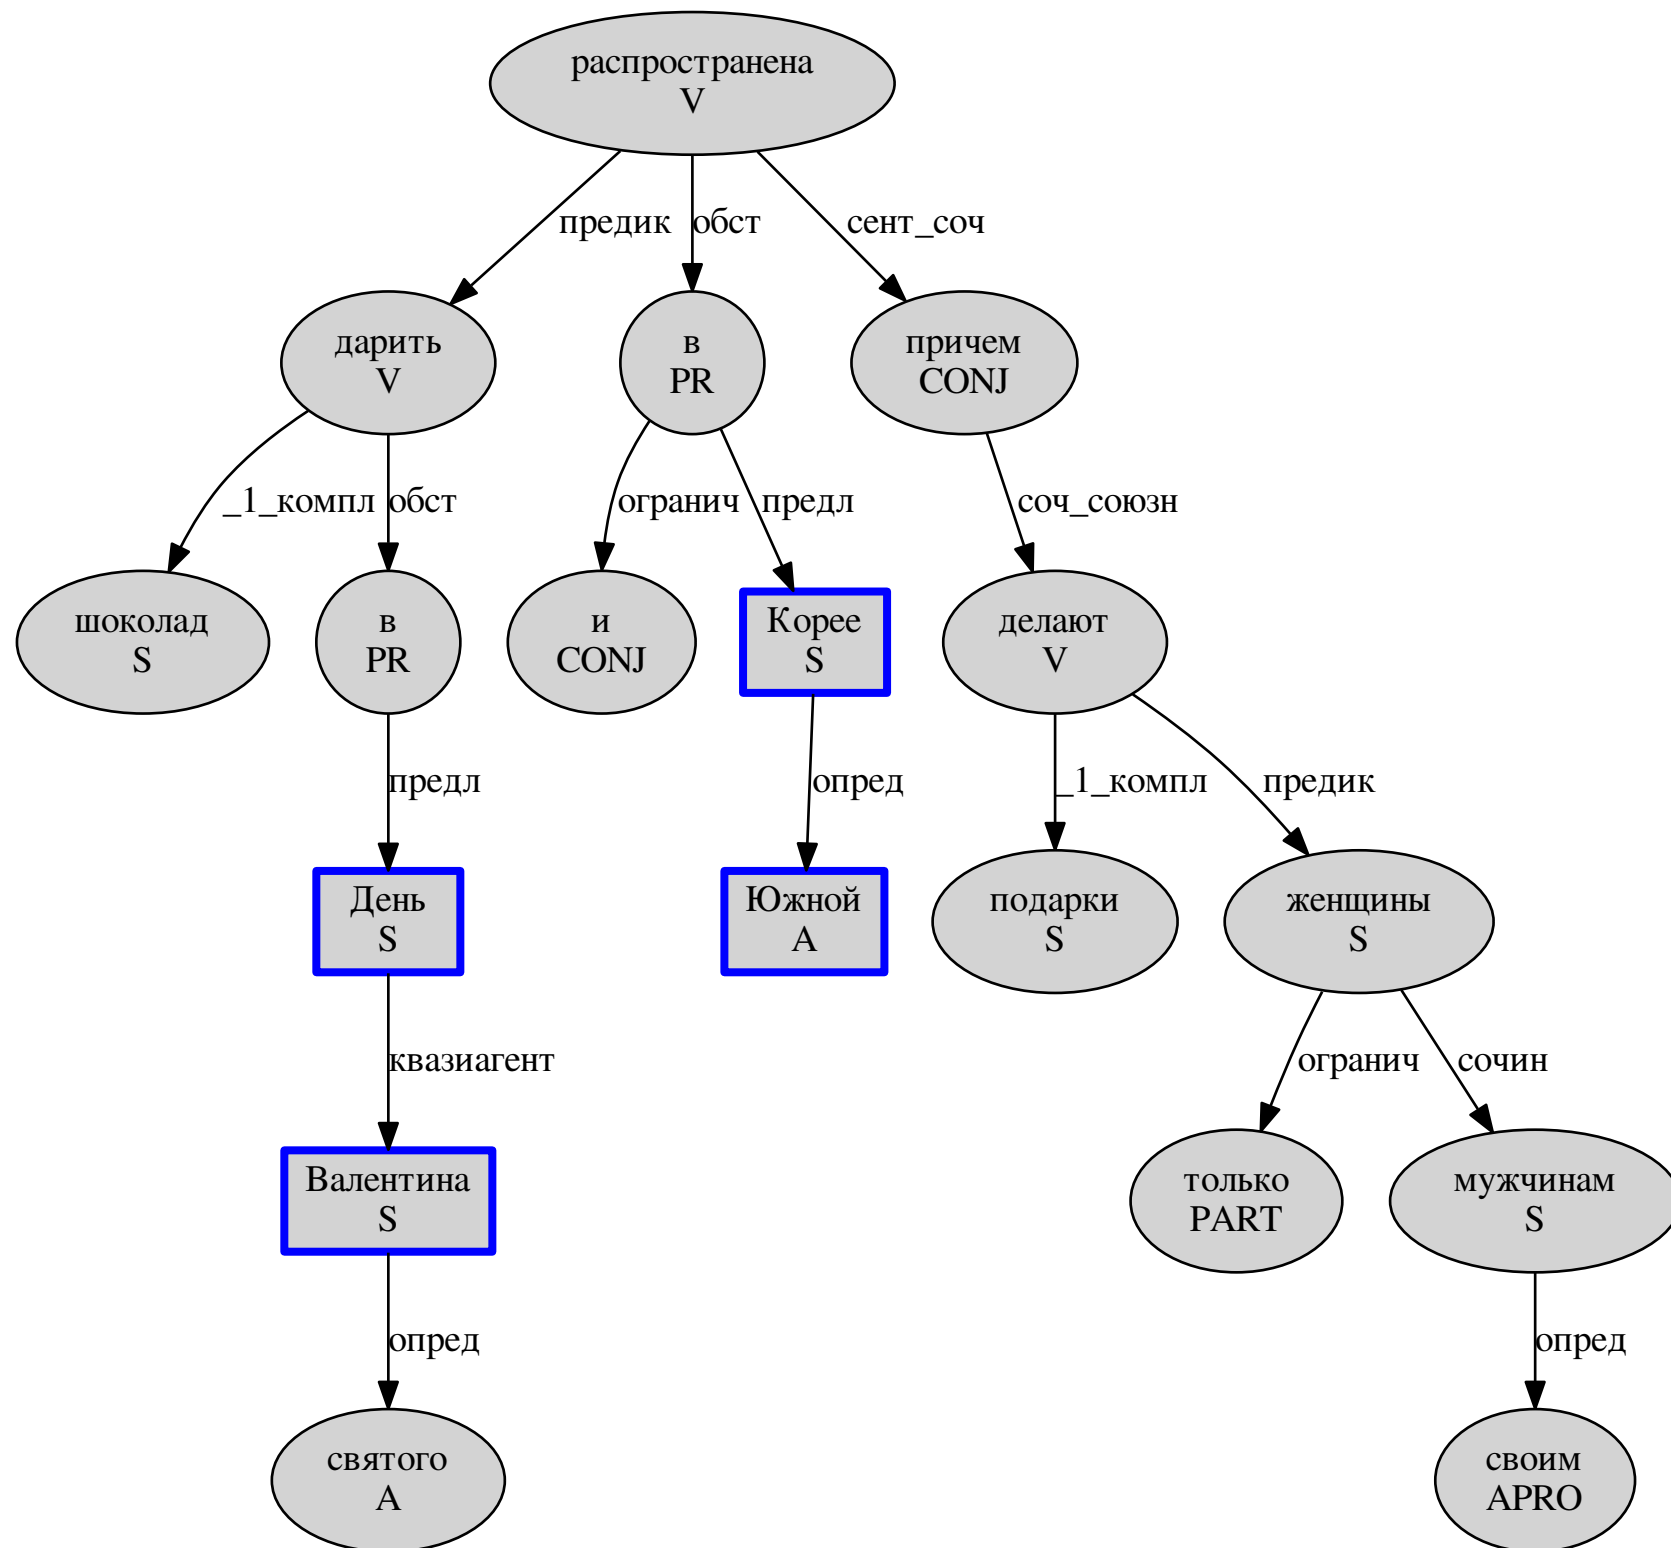 распространена
V
предик
обст
сент_соч
дарить
V
в
PR
причем
CONJ
_1_компл
обст
огранич
предл
соч_союзн
шоколад
S
в
PR
и
CONJ
Корее
S
делают
V
предл
опред
_1_компл
предик
День
S
Южной
A
подарки
S
женщины
S
квазиагент
огранич
сочин
Валентина
S
только
PART
мужчинам
S
опред
опред
святого
A
своим
APRO